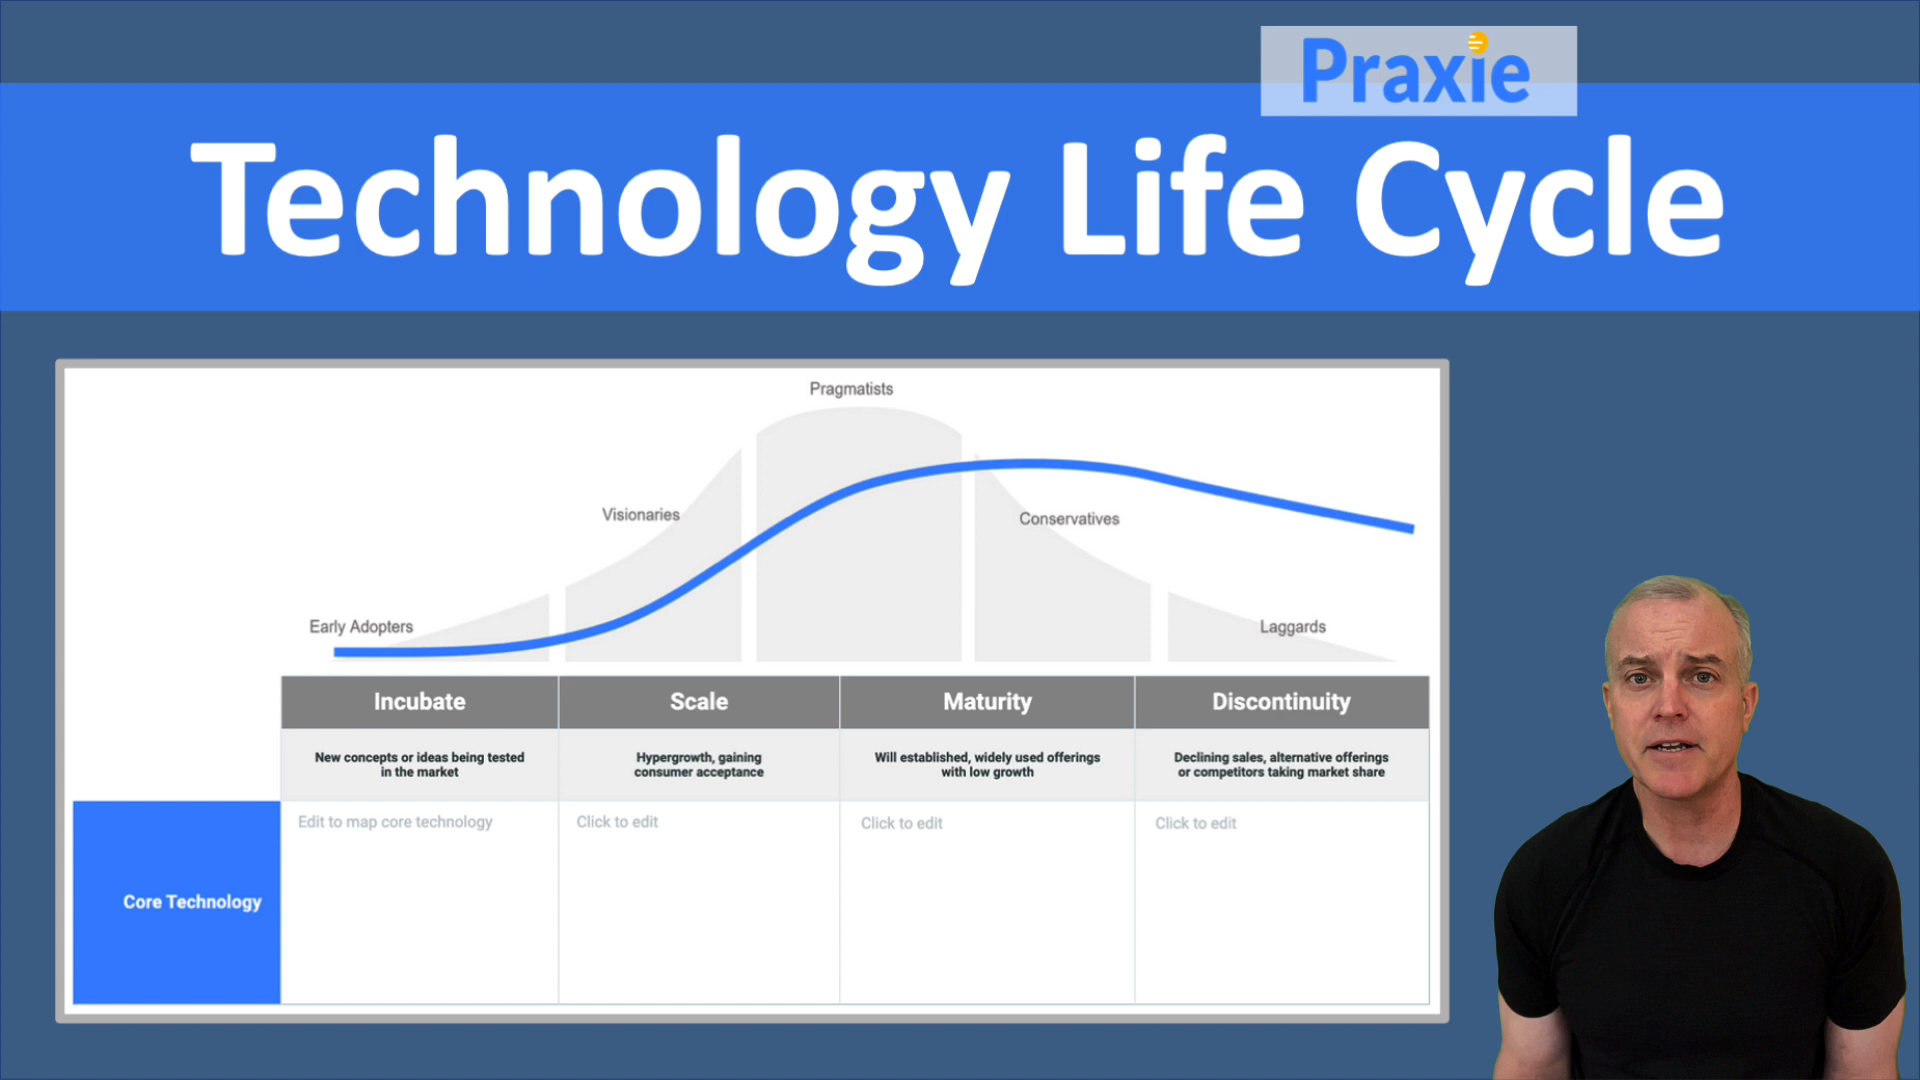 Praxie
Technology Life Cycle
Pragmatists
Visionaries
Conservatives
Early Adopters
Laggards
Incubate
Scale
Maturity
Discontinuity
New concepts or ideas being tested
in the market
Hypergrowth, gaining
consumer acceptance
Will established, widely used offerings
with low growth
Declining sales, alternative offerings
or competitors taking market share
Core Technology
Edit to map core technology
Click to edit
Click to edit
Click to edit